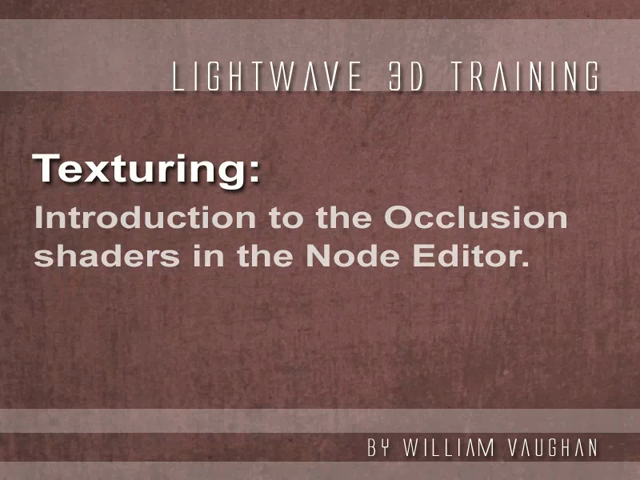 LIGHTWAVE 3D TRAINING
Texturing:
Introduction to the Occlusion
shaders in the Node Editor.
BY WILLIAM VAUGHAN